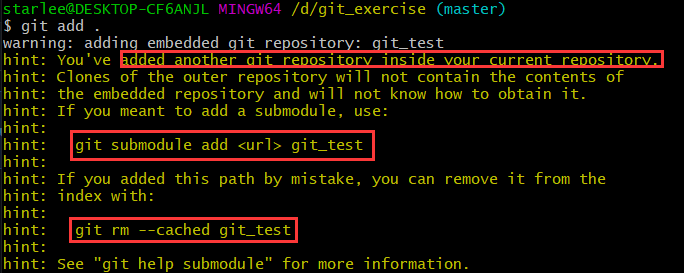 starlee@DESKTOP-CF6ANJL MINGW64 /d/git_exercise (master)
$ git add .
warning: adding embedded git repository: git_test
hint: You've added another git repository inside your current repository.
hint: Clones of the outer repository will not contain the contents of
hint: the embedded repository and will not know how to obtain it.
hint: If you meant to add a submodule, use:
hint:
hint: git submodule add <url> git_test
hint:
hint: If you added this path by mistake, you can remove it from the
hint: index with:
hint:
hint: git rm --cached git_test
hint:
hint: See "git help submodule" for more information.